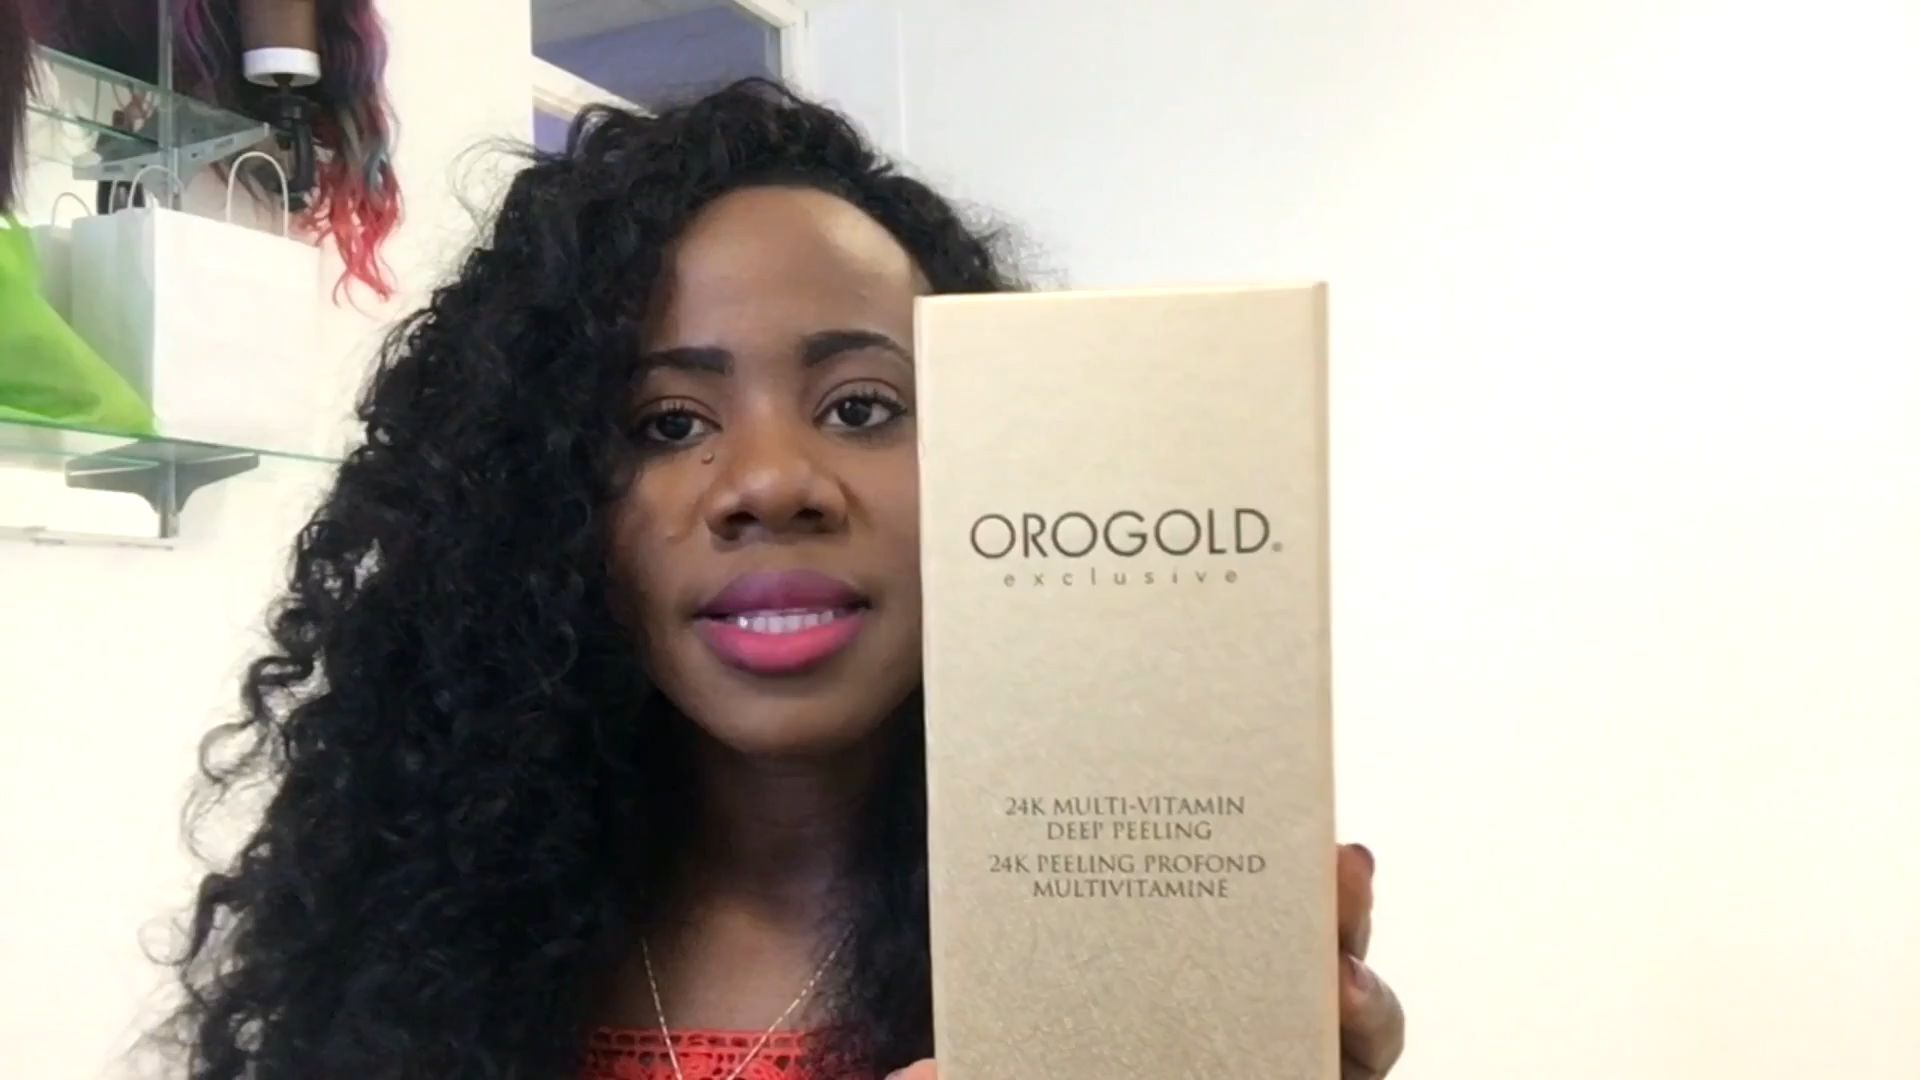 OROGOLD®
exclusive
24K MULTI-VITAMIN
DEEP PEELING
24K PEELING PROFOND
MULTIVITAMINE